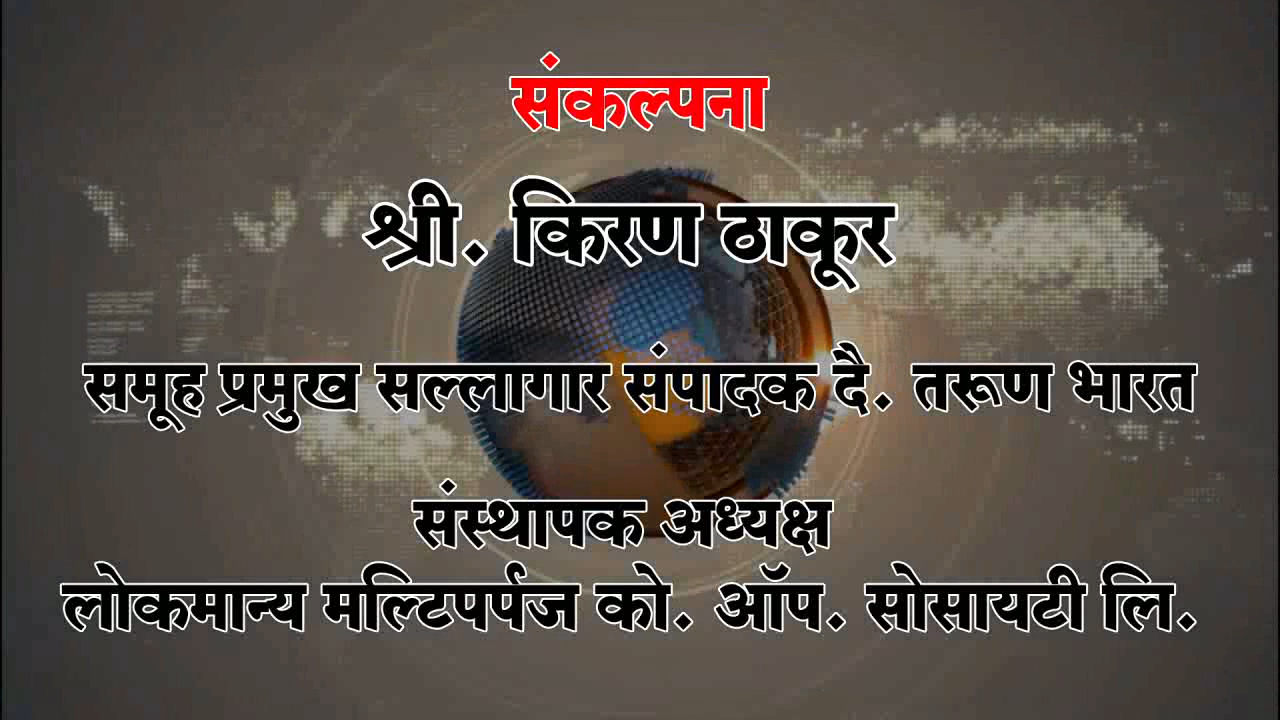 संकल्पना
श्री. किरण ठाकूर
समूह प्रमुख सल्लागार संपादक दै. तरूण भारत
संस्थापक अध्यक्ष
लोकमान्य मल्टिपर्पज को. ऑप. सोसायटी लि.